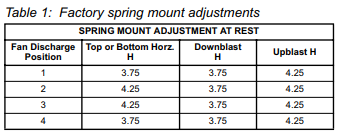 Table 1: Factory spring mount adjustments
SPRING MOUNT ADJUSTMENT AT REST
Fan Discharge Position Top or Bottom Horz. H Downblast H Upblast H
1 3.75 3.75 4.25
2 4.25 3.75 4.25
3 4.25 3.75 4.25
4 3.75 3.75 4.25